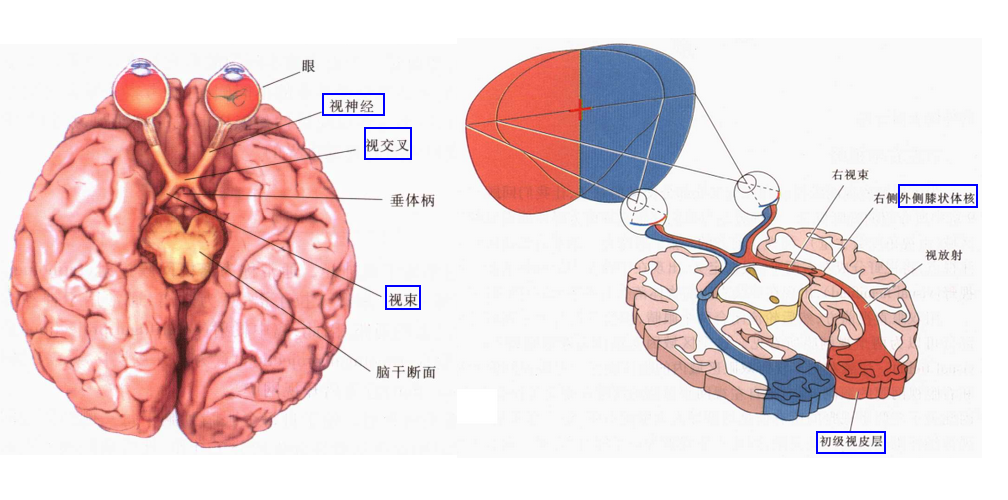 眼
视神经
视交叉
垂体柄
视束
脑干断面
右视束
右侧外侧膝状体核
视放射
初级视皮层